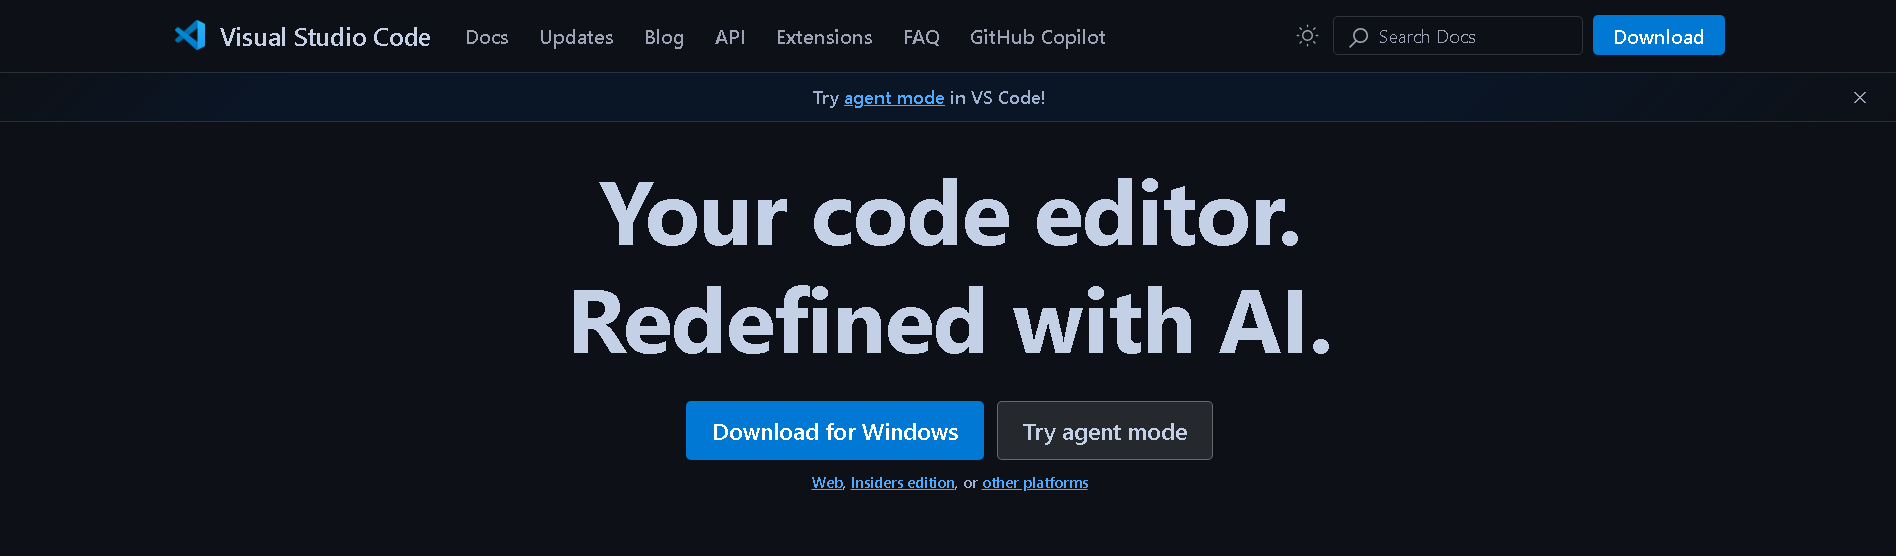 Visual Studio Code Docs Updates Blog API Extensions FAQ GitHub Copilot Search Docs Download
Try agent mode in VS Code!
Your code editor.
Redefined with AI.
Download for Windows Try agent mode
Web, Insiders edition, or other platforms